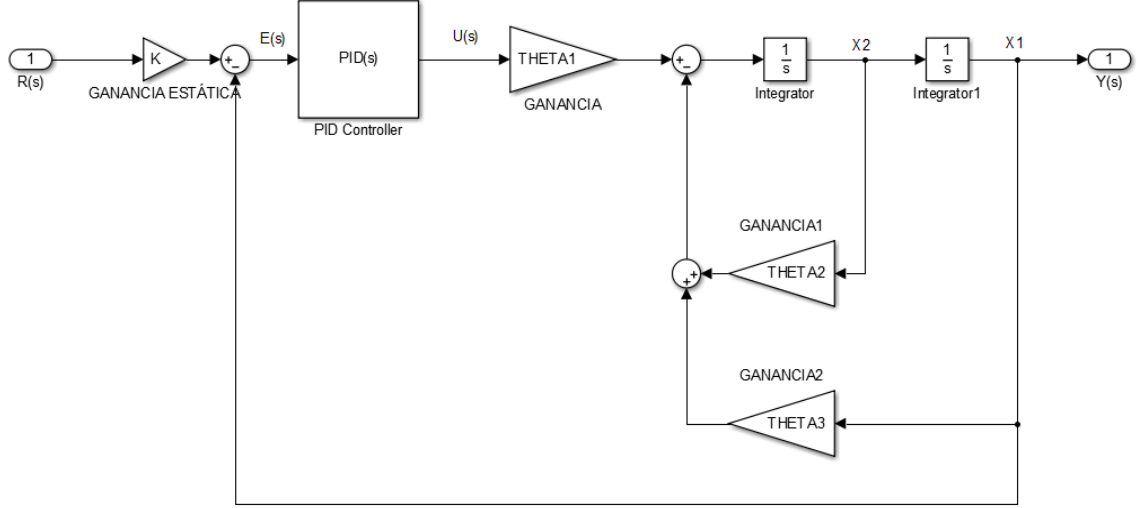 1
R(s)
K
GANANCIA ESTÁTICA
+
−
E(s)
PID(s)
PID Controller
U(s)
THETA1
GANANCIA
+
−
1
s
Integrator
X2
1
s
Integrator1
X1
1
Y(s)
GANANCIA1
THETA2
+
+
GANANCIA2
THETA3